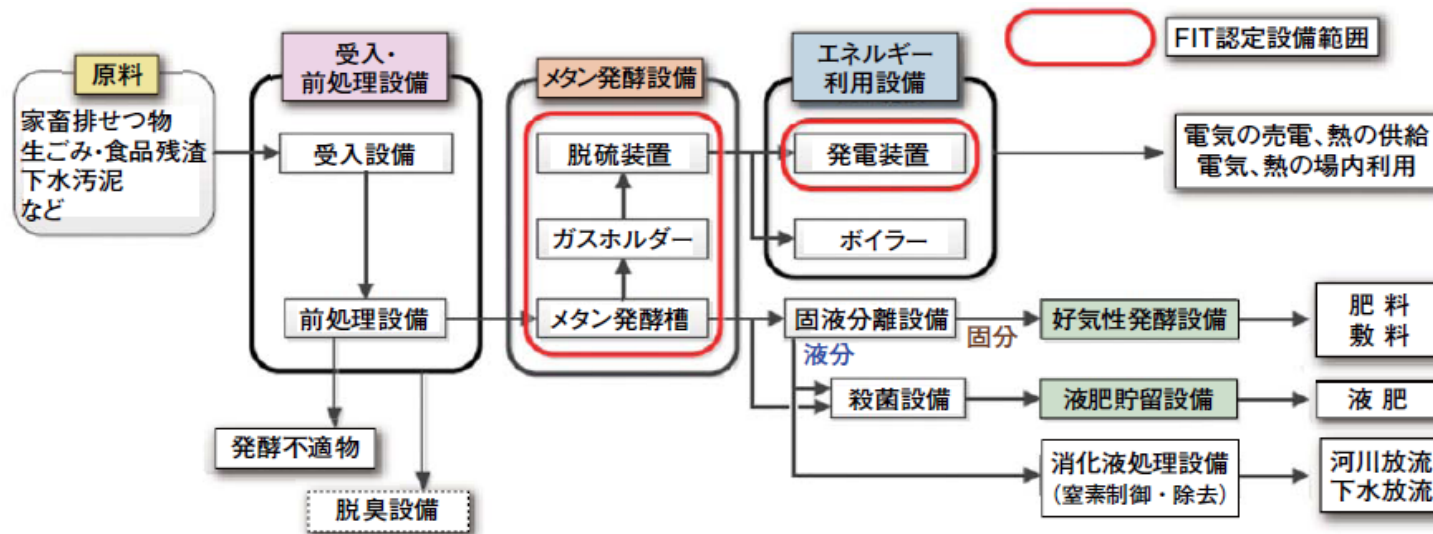 原料
家畜排せつ物
生ごみ・食品残渣
下水汚泥
など
受入・
前処理設備
受入設備
前処理設備
発酵不適物
脱臭設備
メタン発酵設備
脱硫装置
ガスホルダー
メタン発酵槽
エネルギー
利用設備
発電装置
ボイラー
FIT認定設備範囲
電気の売電、熱の供給
電気、熱の場内利用
固液分離設備
固分
液分
好気性発酵設備
肥料
敷料
殺菌設備
液肥貯留設備
液肥
消化液処理設備
(窒素制御・除去)
河川放流
下水放流